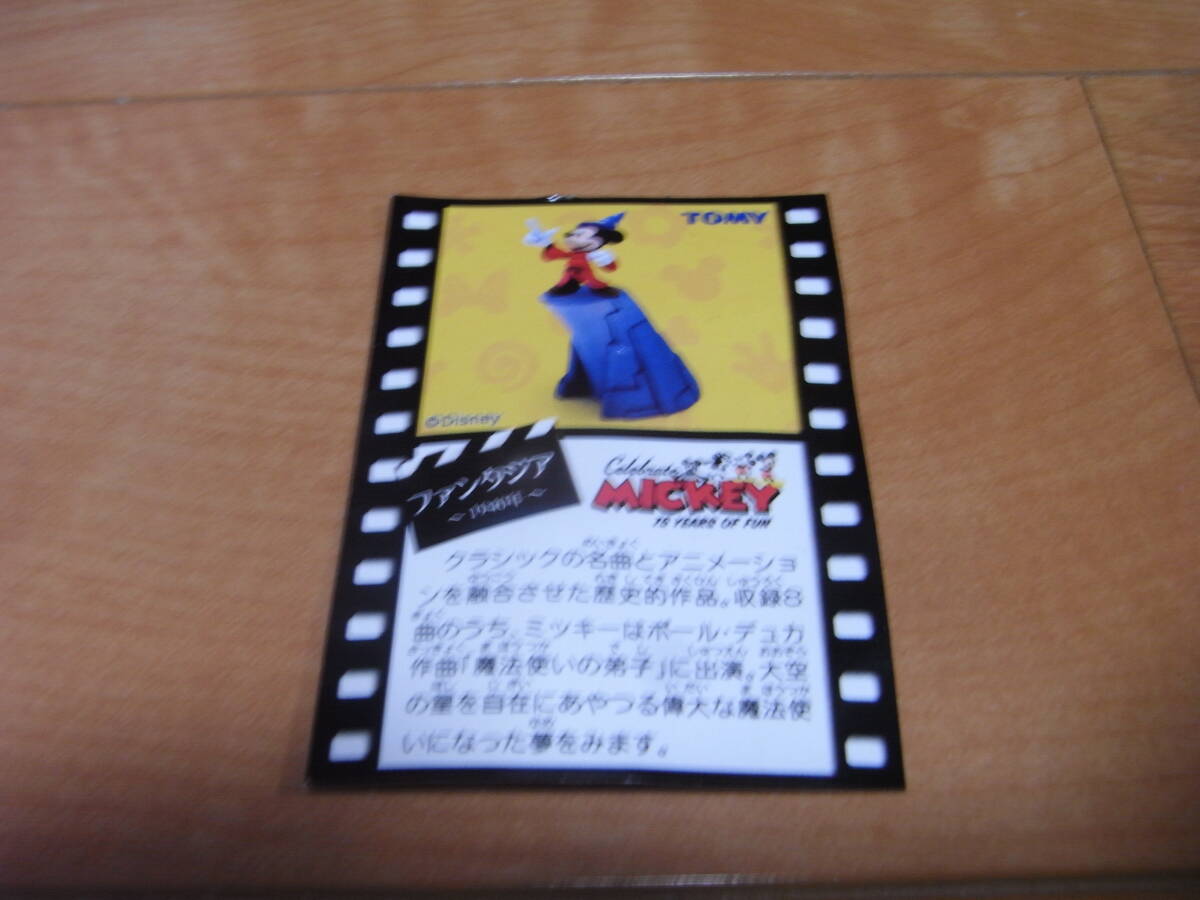 TOMY
©Disney
ファンタジア
～1940年～
Celebrate
MICKEY
75 YEARS OF FUN
クラシックの名曲とアニメーショ
ンを融合させた歴史的作品。収録8
曲のうち、ミッキーはポール・デュカ
作曲「魔法使いの弟子」に出演。大空
の星を自在にあやつる偉大な魔法使
いになった夢をみます。